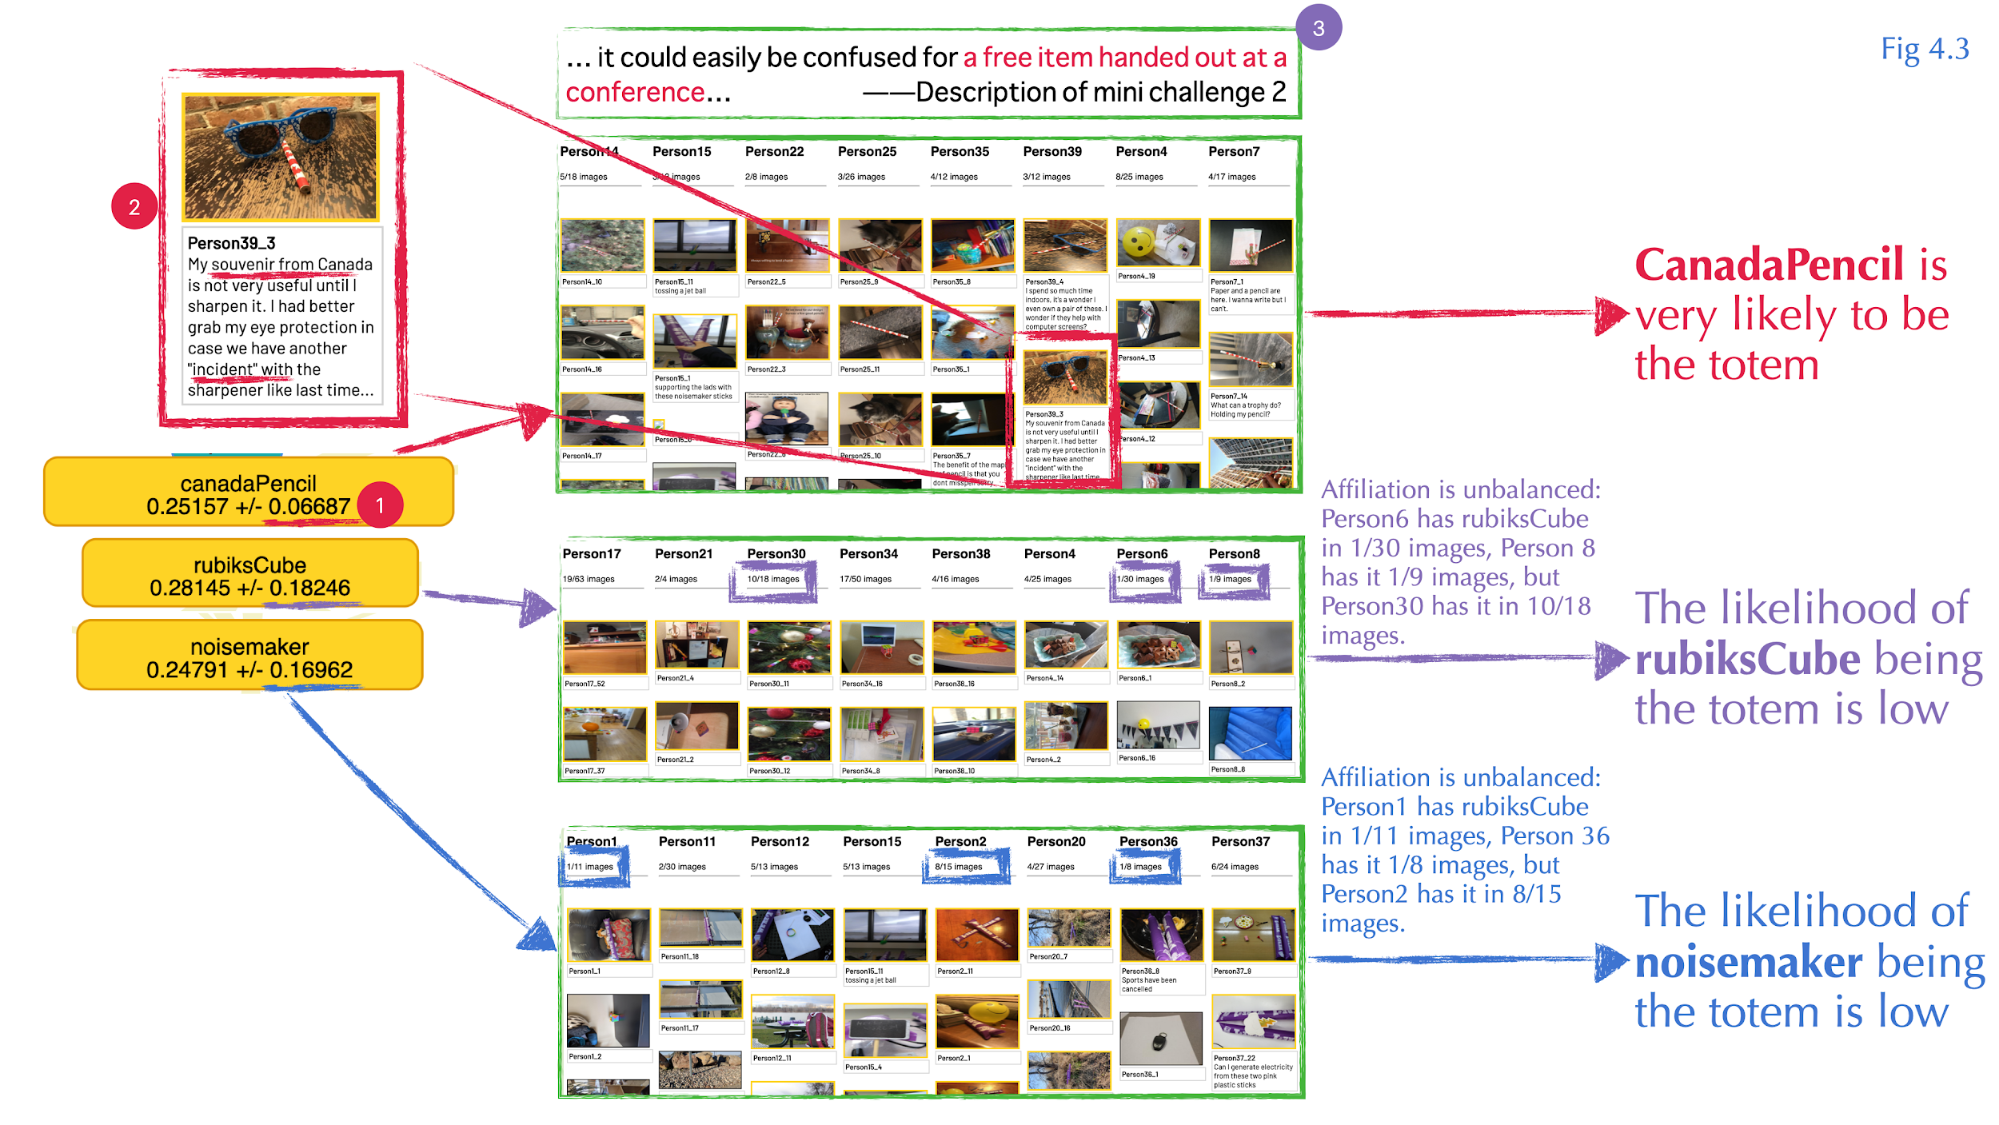 Fig 4.3
3
... it could easily be confused for a free item handed out at a
conference... ——Description of mini challenge 2
2
Person39_3
My souvenir from Canada
is not very useful until I
sharpen it. I had better
grab my eye protection in
case we have another
"incident" with the
sharpener like last time...
canadaPencil
0.25157 +/- 0.06687
1
rubiksCube
0.28145 +/- 0.18246
noisemaker
0.24791 +/- 0.16962
Person14 Person15 Person22 Person25 Person35 Person39 Person4 Person7
5/18 images images 2/8 images 3/26 images 4/12 images 3/12 images 8/25 images 4/17 images
Person14_10
Person14_16
Person14_17
Person15_11
tossing a jet ball
Person15_1
supporting the lads with
these noisemaker sticks
Person22_5
Person22_3
Person25_9
Person25_11
Person25_10
Person35_8
Person35_1
Person35_7
The benefit of the map
pencil is that you
Person39_4
I spend so much time
indoors, it's a wonder I
even own a pair of these. I
wonder if they help with
computer screens?
Person39_3
My souvenir from Canada
is not very useful until I
sharpen it. I had better
grab my eye protection in
case we have another
"incident" with the
sharpener like last time
Person4_19
Person4_13
Person4_12
Person7_1
Paper and a pencil are
here. I wanna write but I
can't.
Person7_14
What can a trophy do?
Holding my pencil?
CanadaPencil is
very likely to be
the totem
Person17 Person21 Person30 Person34 Person38 Person4 Person6 Person8
19/63 images 2/4 images 10/18 images 17/50 images 4/16 images 4/25 images 1/30 images 1/9 images
Person17_52 Person21_4 Person30_11 Person34_16 Person38_16 Person4_14 Person6_1 Person8_2
Person17_37 Person21_2 Person30_12 Person34_8 Person38_10 Person4_2 Person6_16 Person8_8
Affiliation is unbalanced:
Person6 has rubiksCube
in 1/30 images, Person 8
has it 1/9 images, but
Person30 has it in 10/18
images.
The likelihood of
rubiksCube being
the totem is low
Person1 Person11 Person12 Person15 Person2 Person20 Person36 Person37
1/11 images 2/30 images 5/13 images 5/13 images 8/15 images 4/27 images 1/8 images 6/24 images
Person1_1
Person1_2
Person11_18
Person11_17
Person12_8
Person12_11
Person15_11
tossing a jet ball
Person15_4
Person2_11
Person2_1
Person20_7
Person20_16
Person36_8
Sports have been
cancelled
Person36_1
Person37_8
Person37_22
Can I generate electricity
from these two pink
plastic sticks
Affiliation is unbalanced:
Person1 has rubiksCube
in 1/11 images, Person 36
has it 1/8 images, but
Person2 has it in 8/15
images.
The likelihood of
noisemaker being
the totem is low